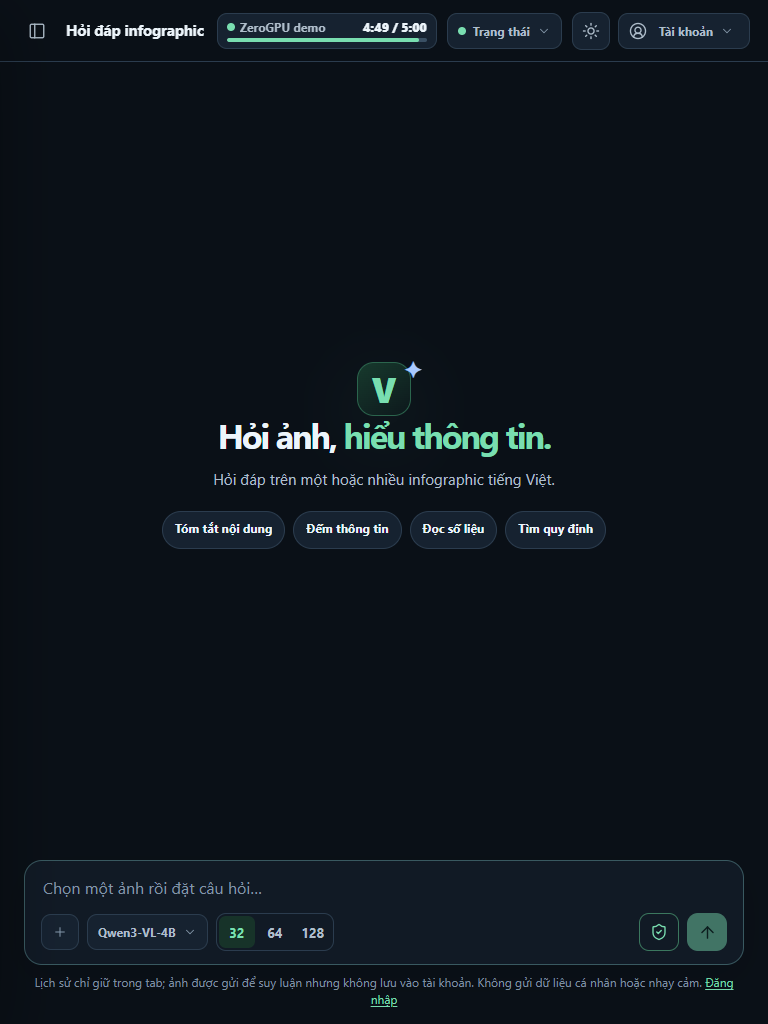 Hỏi đáp infographic
ZeroGPU demo 4:49 / 5:00
Trạng thái
Tài khoản
V
Hỏi ảnh, hiểu thông tin.
Hỏi đáp trên một hoặc nhiều infographic tiếng Việt.
Tóm tắt nội dung
Đếm thông tin
Đọc số liệu
Tìm quy định
Chọn một ảnh rồi đặt câu hỏi...
Qwen3-VL-4B
32 64 128
Lịch sử chỉ giữ trong tab; ảnh được gửi để suy luận nhưng không lưu vào tài khoản. Không gửi dữ liệu cá nhân hoặc nhạy cảm. Đăng
nhập